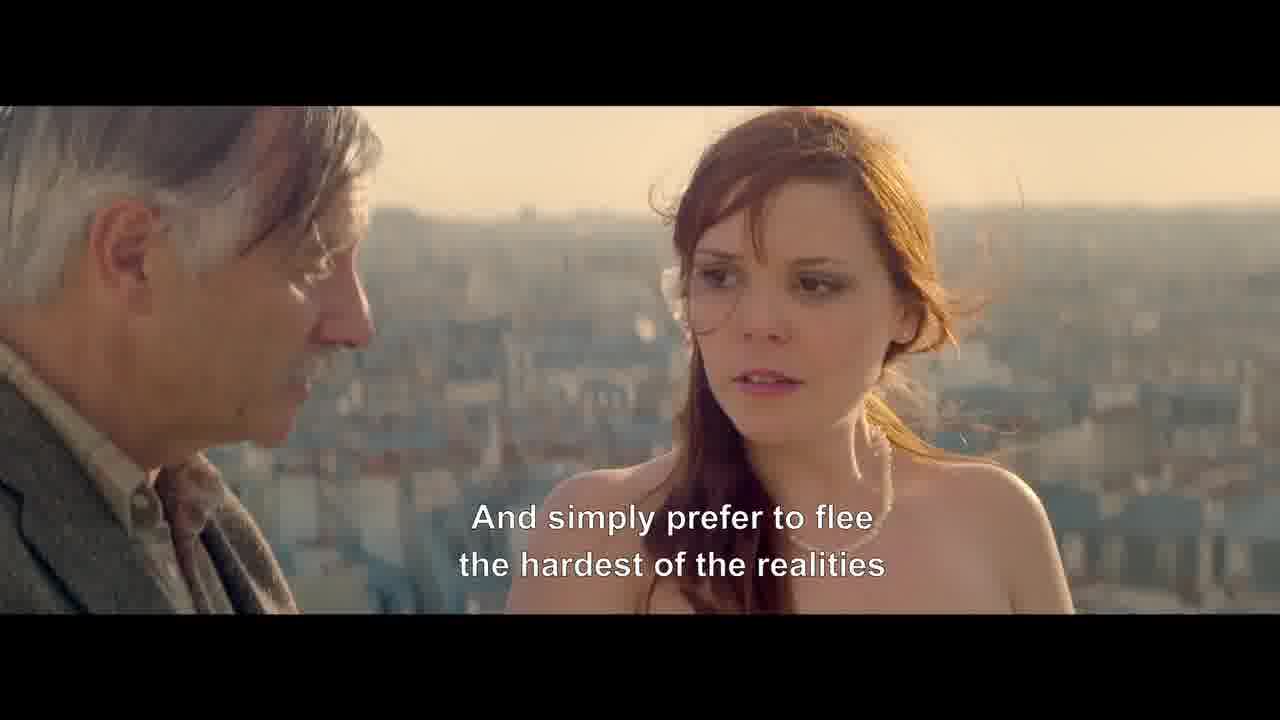 And simply prefer to flee
the hardest of the realities